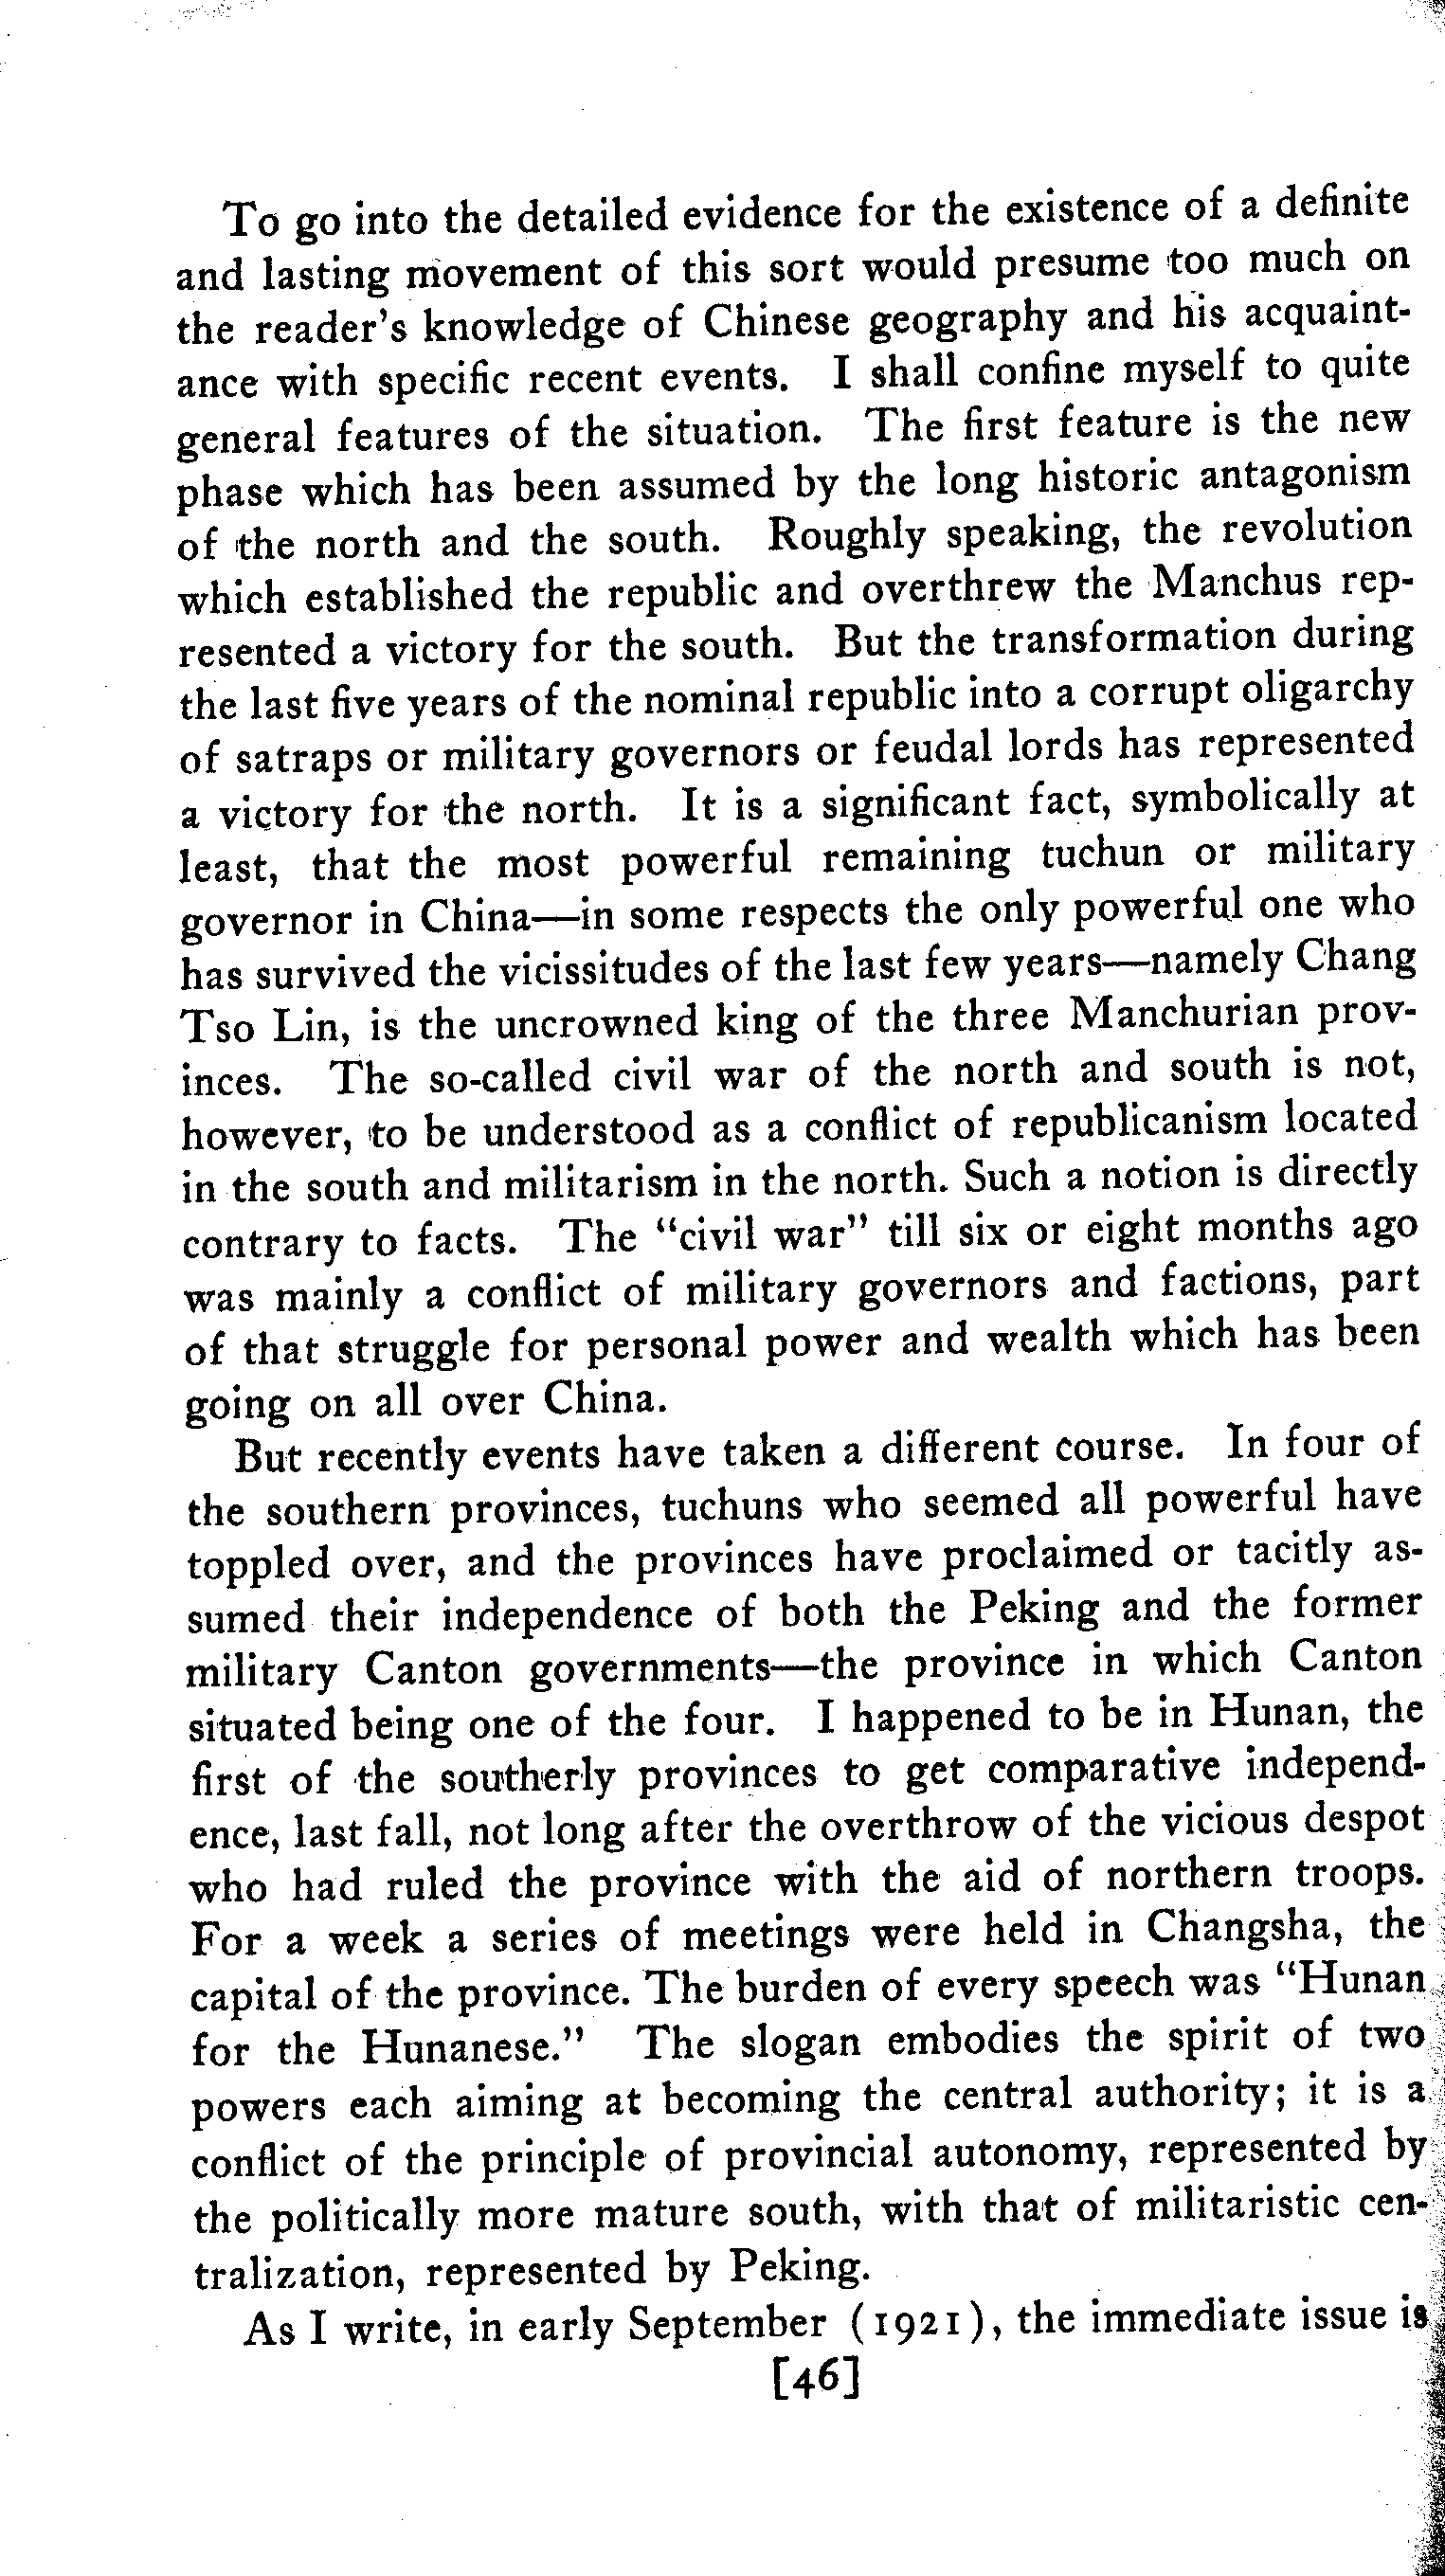 To go into the detailed evidence for the existence of a definite
and lasting movement of this sort would presume too much on
the reader's knowledge of Chinese geography and his acquaint-
ance with specific recent events. I shall confine myself to quite
general features of the situation. The first feature is the new
phase which has been assumed by the long historic antagonism
of the north and the south. Roughly speaking, the revolution
which established the republic and overthrew the Manchus rep-
resented a victory for the south. But the transformation during
the last five years of the nominal republic into a corrupt oligarchy
of satraps or military governors or feudal lords has represented
a victory for the north. It is a significant fact, symbolically at
least, that the most powerful remaining tuchun or military
governor in China—in some respects the only powerful one who
has survived the vicissitudes of the last few years—namely Chang
Tso Lin, is the uncrowned king of the three Manchurian prov-
inces. The so-called civil war of the north and south is not,
however, to be understood as a conflict of republicanism located
in the south and militarism in the north. Such a notion is directly
contrary to facts. The "civil war" till six or eight months ago
was mainly a conflict of military governors and factions, part
of that struggle for personal power and wealth which has been
going on all over China.
But recently events have taken a different course. In four of
the southern provinces, tuchuns who seemed all powerful have
toppled over, and the provinces have proclaimed or tacitly as-
sumed their independence of both the Peking and the former
military Canton governments—the province in which Canton
situated being one of the four. I happened to be in Hunan, the
first of the southerly provinces to get comparative independ-
ence, last fall, not long after the overthrow of the vicious despot
who had ruled the province with the aid of northern troops.
For a week a series of meetings were held in Changsha, the
capital of the province. The burden of every speech was "Hunan
for the Hunanese." The slogan embodies the spirit of two
powers each aiming at becoming the central authority; it is a
conflict of the principle of provincial autonomy, represented by
the politically more mature south, with that of militaristic cen-
tralization, represented by Peking.
As I write, in early September (1921), the immediate issue is
[46]